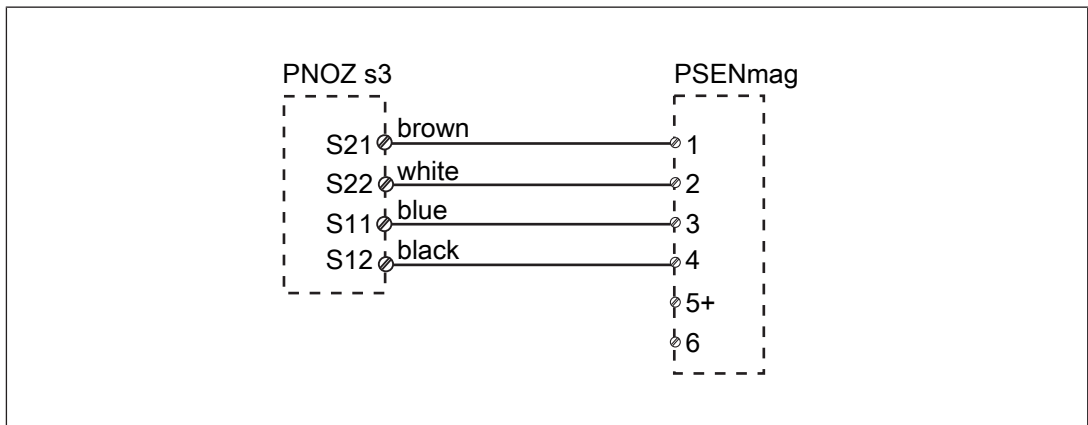 PNOZ s3 PSENmag
S21 brown 1
S22 white 2
S11 blue 3
S12 black 4
5+
6